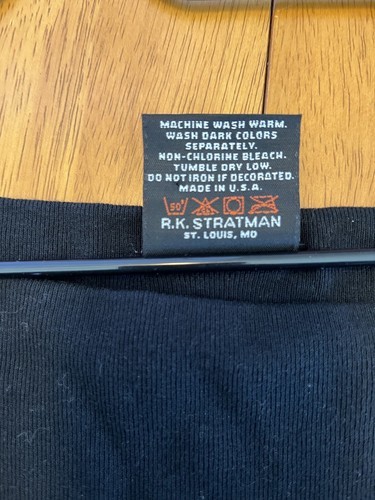 MACHINE WASH WARM.
WASH DARK COLORS
SEPARATELY.
NON-CHLORINE BLEACH.
TUMBLE DRY LOW.
DO NOT IRON IF DECORATED.
MADE IN U.S.A.
50°
R.K. STRATMAN
ST. LOUIS, MO